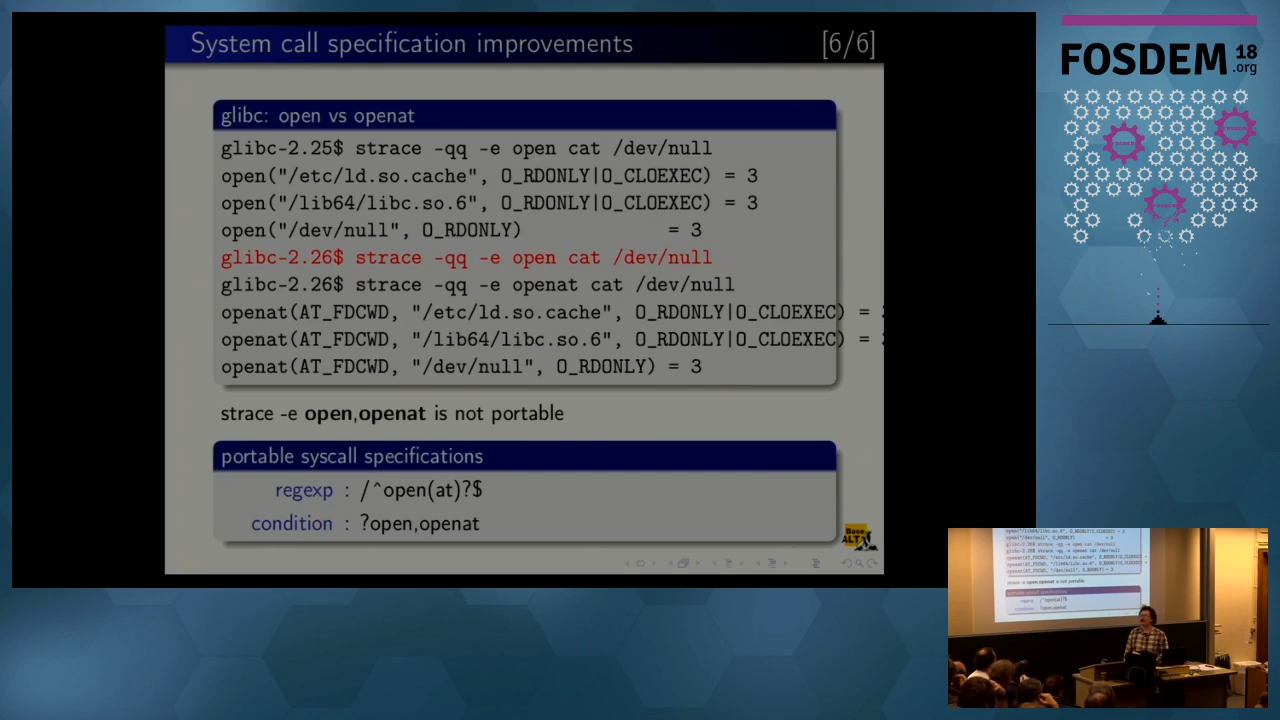 System call specification improvements [6/6]
glibc: open vs openat
glibc-2.25$ strace -qq -e open cat /dev/null
open("/etc/ld.so.cache", O_RDONLY|O_CLOEXEC) = 3
open("/lib64/libc.so.6", O_RDONLY|O_CLOEXEC) = 3
open("/dev/null", O_RDONLY) = 3
glibc-2.26$ strace -qq -e open cat /dev/null
glibc-2.26$ strace -qq -e openat cat /dev/null
openat(AT_FDCWD, "/etc/ld.so.cache", O_RDONLY|O_CLOEXEC) =
openat(AT_FDCWD, "/lib64/libc.so.6", O_RDONLY|O_CLOEXEC) =
openat(AT_FDCWD, "/dev/null", O_RDONLY) = 3
strace -e open,openat is not portable
portable syscall specifications
regexp : /^open(at)?$
condition : ?open,openat
Base
ALT
FOSDEM 18
.org